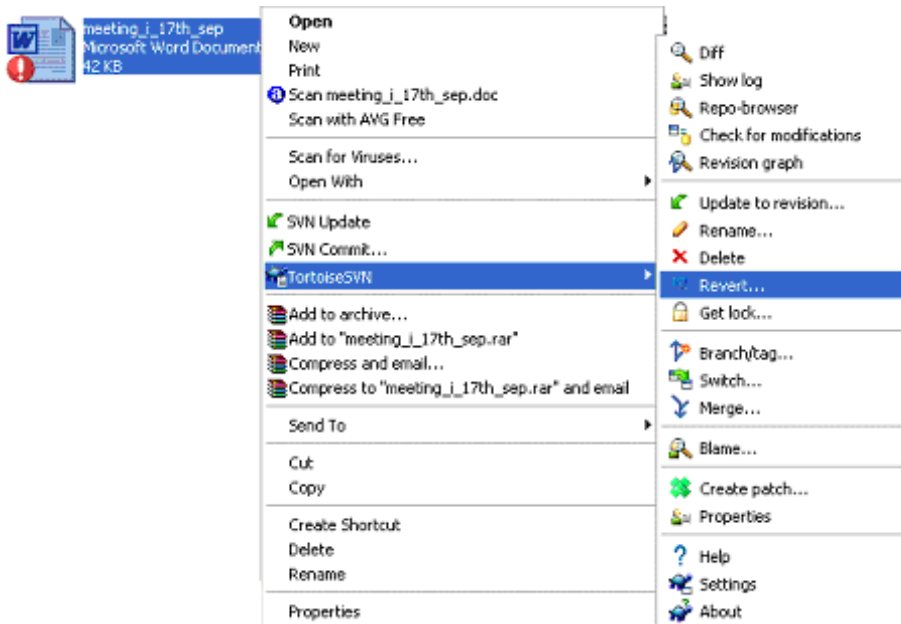 meeting_i_17th_sep
Microsoft Word Document
42 KB
Open
New
Print
Scan meeting_i_17th_sep.doc
Scan with AVG Free
Scan for Viruses...
Open With
SVN Update
SVN Commit...
TortoiseSVN
Add to archive...
Add to "meeting_i_17th_sep.rar"
Compress and email...
Compress to "meeting_i_17th_sep.rar" and email
Send To
Cut
Copy
Create Shortcut
Delete
Rename
Properties
Diff
Show log
Repo-browser
Check for modifications
Revision graph
Update to revision...
Rename...
Delete
Revert...
Get lock...
Branch/tag...
Switch...
Merge...
Blame...
Create patch...
Properties
Help
Settings
About